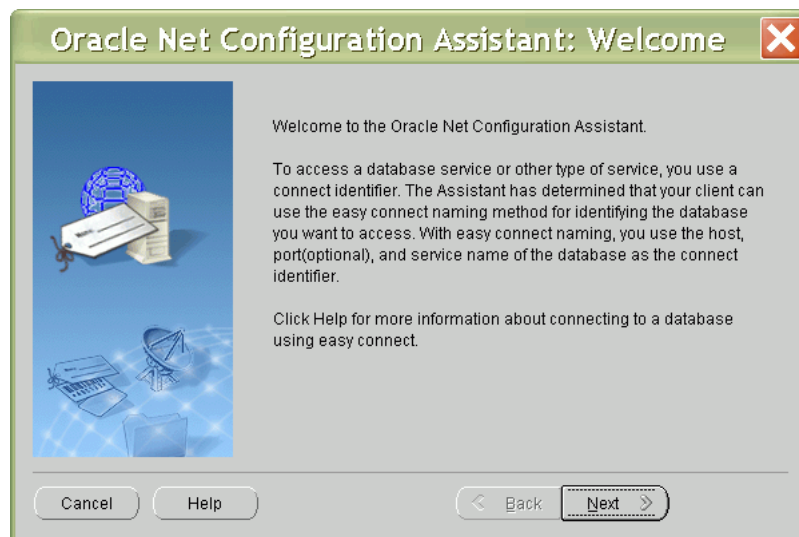 Oracle Net Configuration Assistant: Welcome
Welcome to the Oracle Net Configuration Assistant.
To access a database service or other type of service, you use a
connect identifier. The Assistant has determined that your client can
use the easy connect naming method for identifying the database
you want to access. With easy connect naming, you use the host,
port(optional), and service name of the database as the connect
identifier.
Click Help for more information about connecting to a database
using easy connect.
Cancel Help Back Next